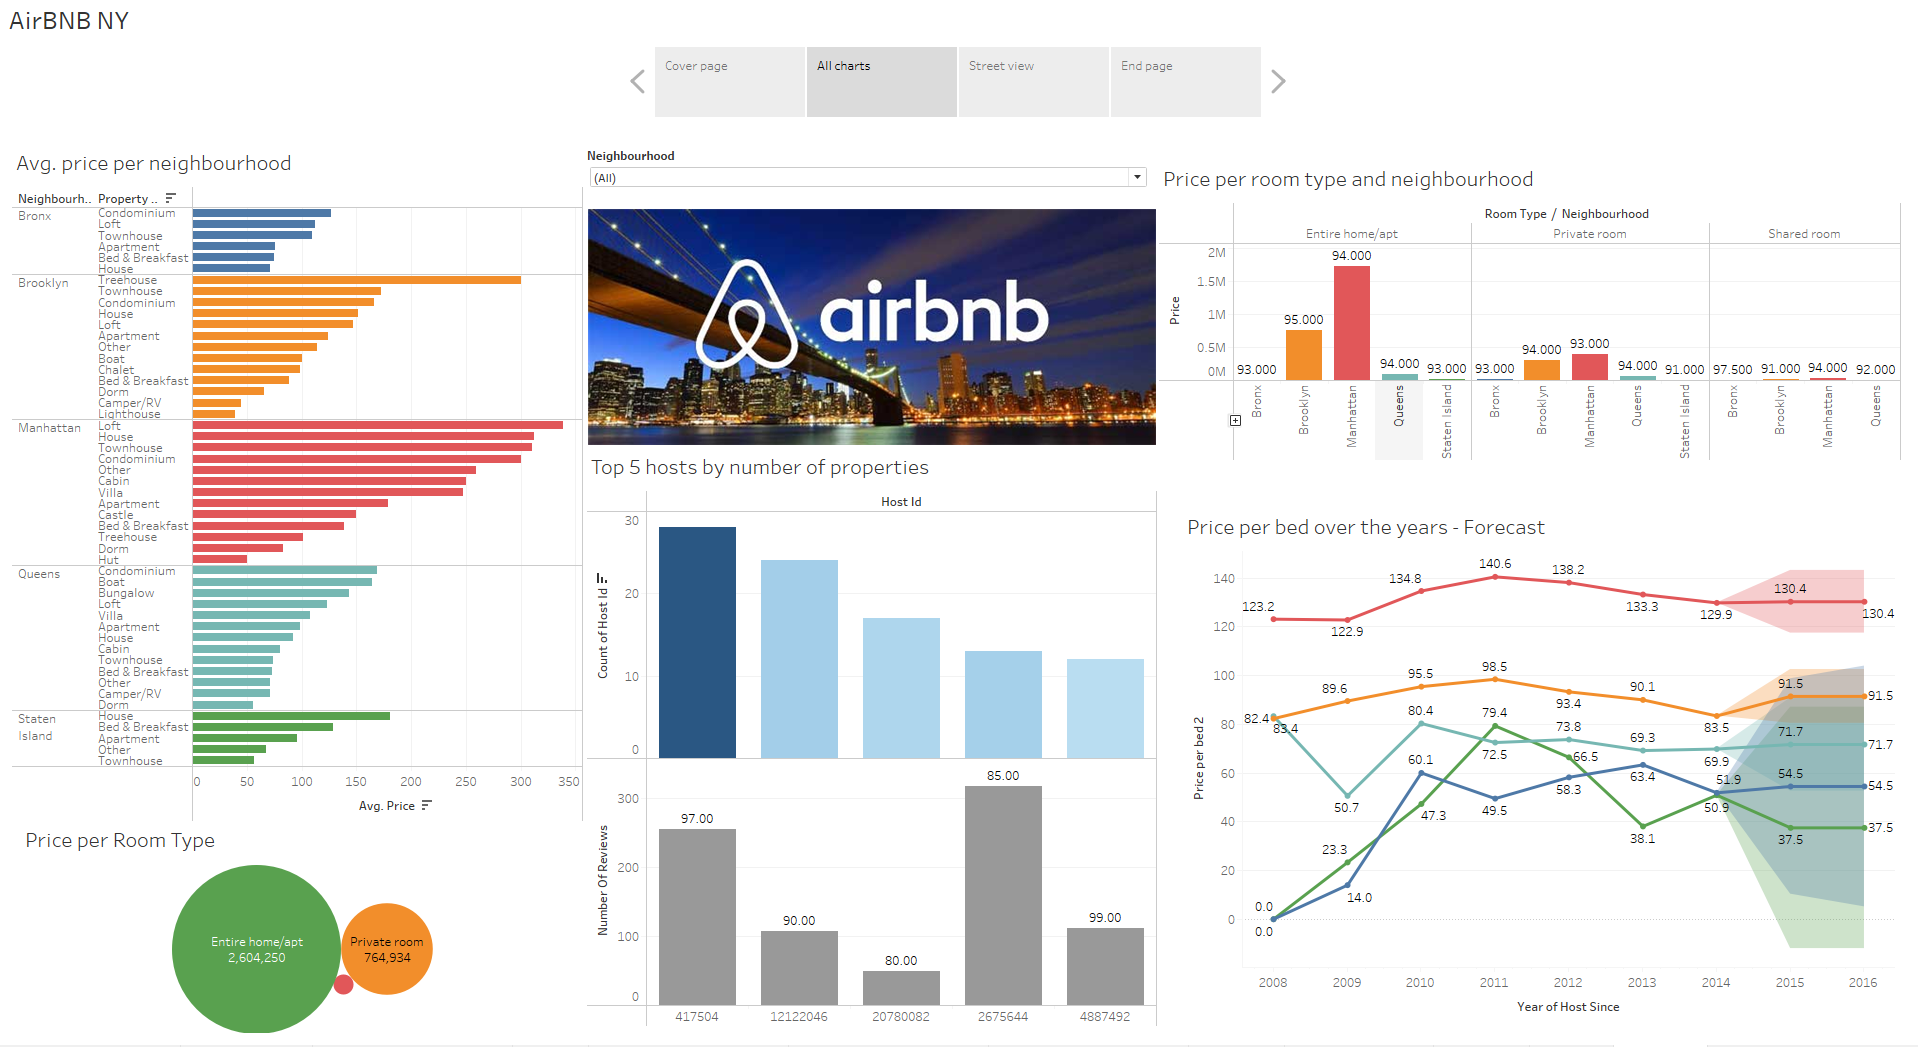 AirBNB NY
Cover page
All charts
Street view
End page
Avg. price per neighbourhood
Neighbourh.. Property ..
Bronx
Condominium
Loft
Townhouse
Apartment
Bed & Breakfast
House
Brooklyn
Treehouse
Townhouse
Condominium
House
Loft
Apartment
Other
Boat
Chalet
Bed & Breakfast
Dorm
Camper/RV
Lighthouse
Manhattan
Loft
House
Townhouse
Condominium
Other
Cabin
Villa
Apartment
Castle
Bed & Breakfast
Treehouse
Dorm
Hut
Queens
Condominium
Boat
Bungalow
Loft
Villa
Apartment
House
Cabin
Townhouse
Bed & Breakfast
Other
Camper/RV
Dorm
Staten
Island
House
Bed & Breakfast
Apartment
Other
Townhouse
0 50 100 150 200 250 300 350
Avg. Price
Price per Room Type
Entire home/apt
2,604,250
Private room
764,934
Neighbourhood
(All)
airbnb
Top 5 hosts by number of properties
Host Id
Count of Host Id
30
20
10
0
Number Of Reviews
300
200
100
0
97.00
90.00
80.00
85.00
99.00
417504 12122046 20780082 2675644 4887492
Price per room type and neighbourhood
Room Type / Neighbourhood
Entire home/apt Private room Shared room
Price
2M
1.5M
1M
0.5M
0M
93.000 95.000 94.000 94.000 93.000 93.000 94.000 93.000 94.000 91.000 97.500 91.000 94.000 92.000
Bronx
Brooklyn
Manhattan
Queens
Staten Island
Bronx
Brooklyn
Manhattan
Queens
Staten Island
Bronx
Brooklyn
Manhattan
Queens
Price per bed over the years - Forecast
Price per bed 2
140
120
100
80
60
40
20
0
123.2 122.9 134.8 140.6 138.2 133.3 129.9 130.4 130.4
82.4 89.6 95.5 98.5 93.4 90.1 83.5 91.5 91.5
83.4 50.7 80.4 72.5 73.8 69.3 69.9 71.7 71.7
0.0 14.0 60.1 49.5 58.3 63.4 51.9 54.5 54.5
0.0 23.3 47.3 79.4 66.5 38.1 50.9 37.5 37.5
2008 2009 2010 2011 2012 2013 2014 2015 2016
Year of Host Since